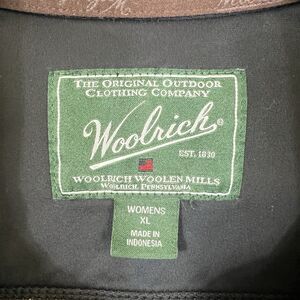 THE ORIGINAL OUTDOOR
CLOTHING COMPANY
Woolrich®
EST. 1830
WOOLRICH WOOLEN MILLS
WOOLRICH, PENNSYLVANIA
WOMENS
XL
MADE IN
INDONESIA